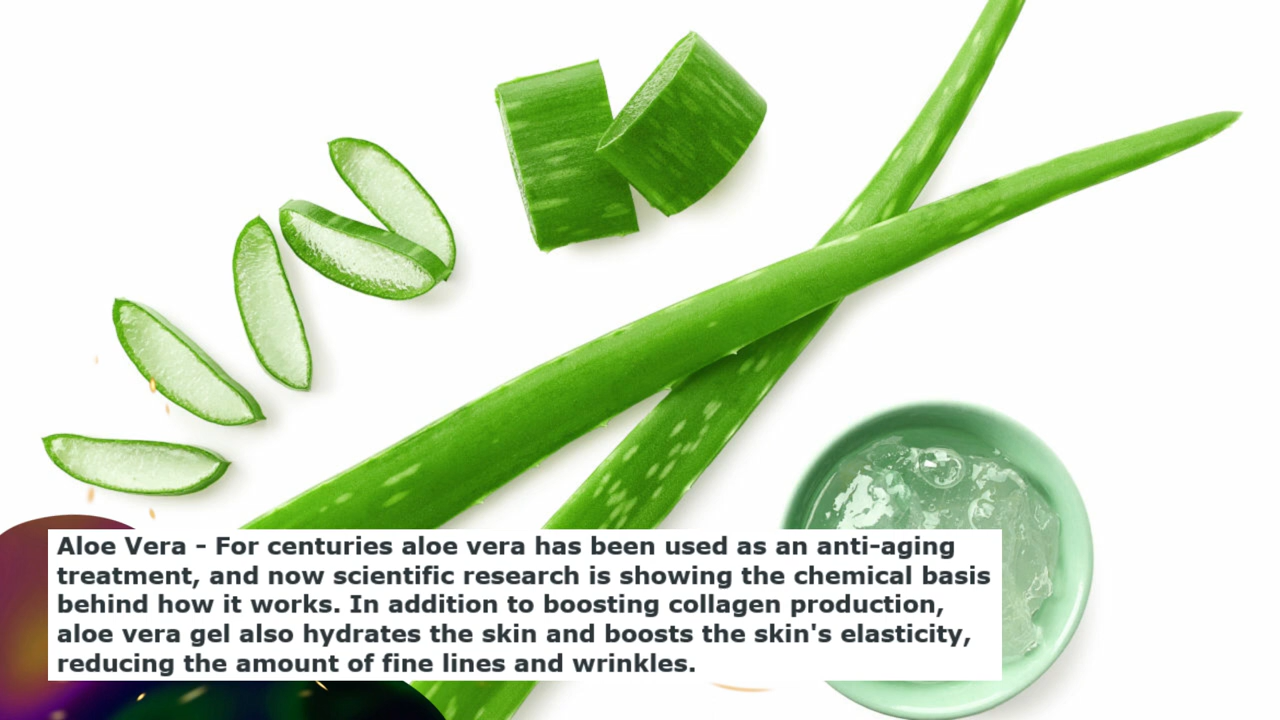 Aloe Vera - For centuries aloe vera has been used as an anti-aging
treatment, and now scientific research is showing the chemical basis
behind how it works. In addition to boosting collagen production,
aloe vera gel also hydrates the skin and boosts the skin's elasticity,
reducing the amount of fine lines and wrinkles.